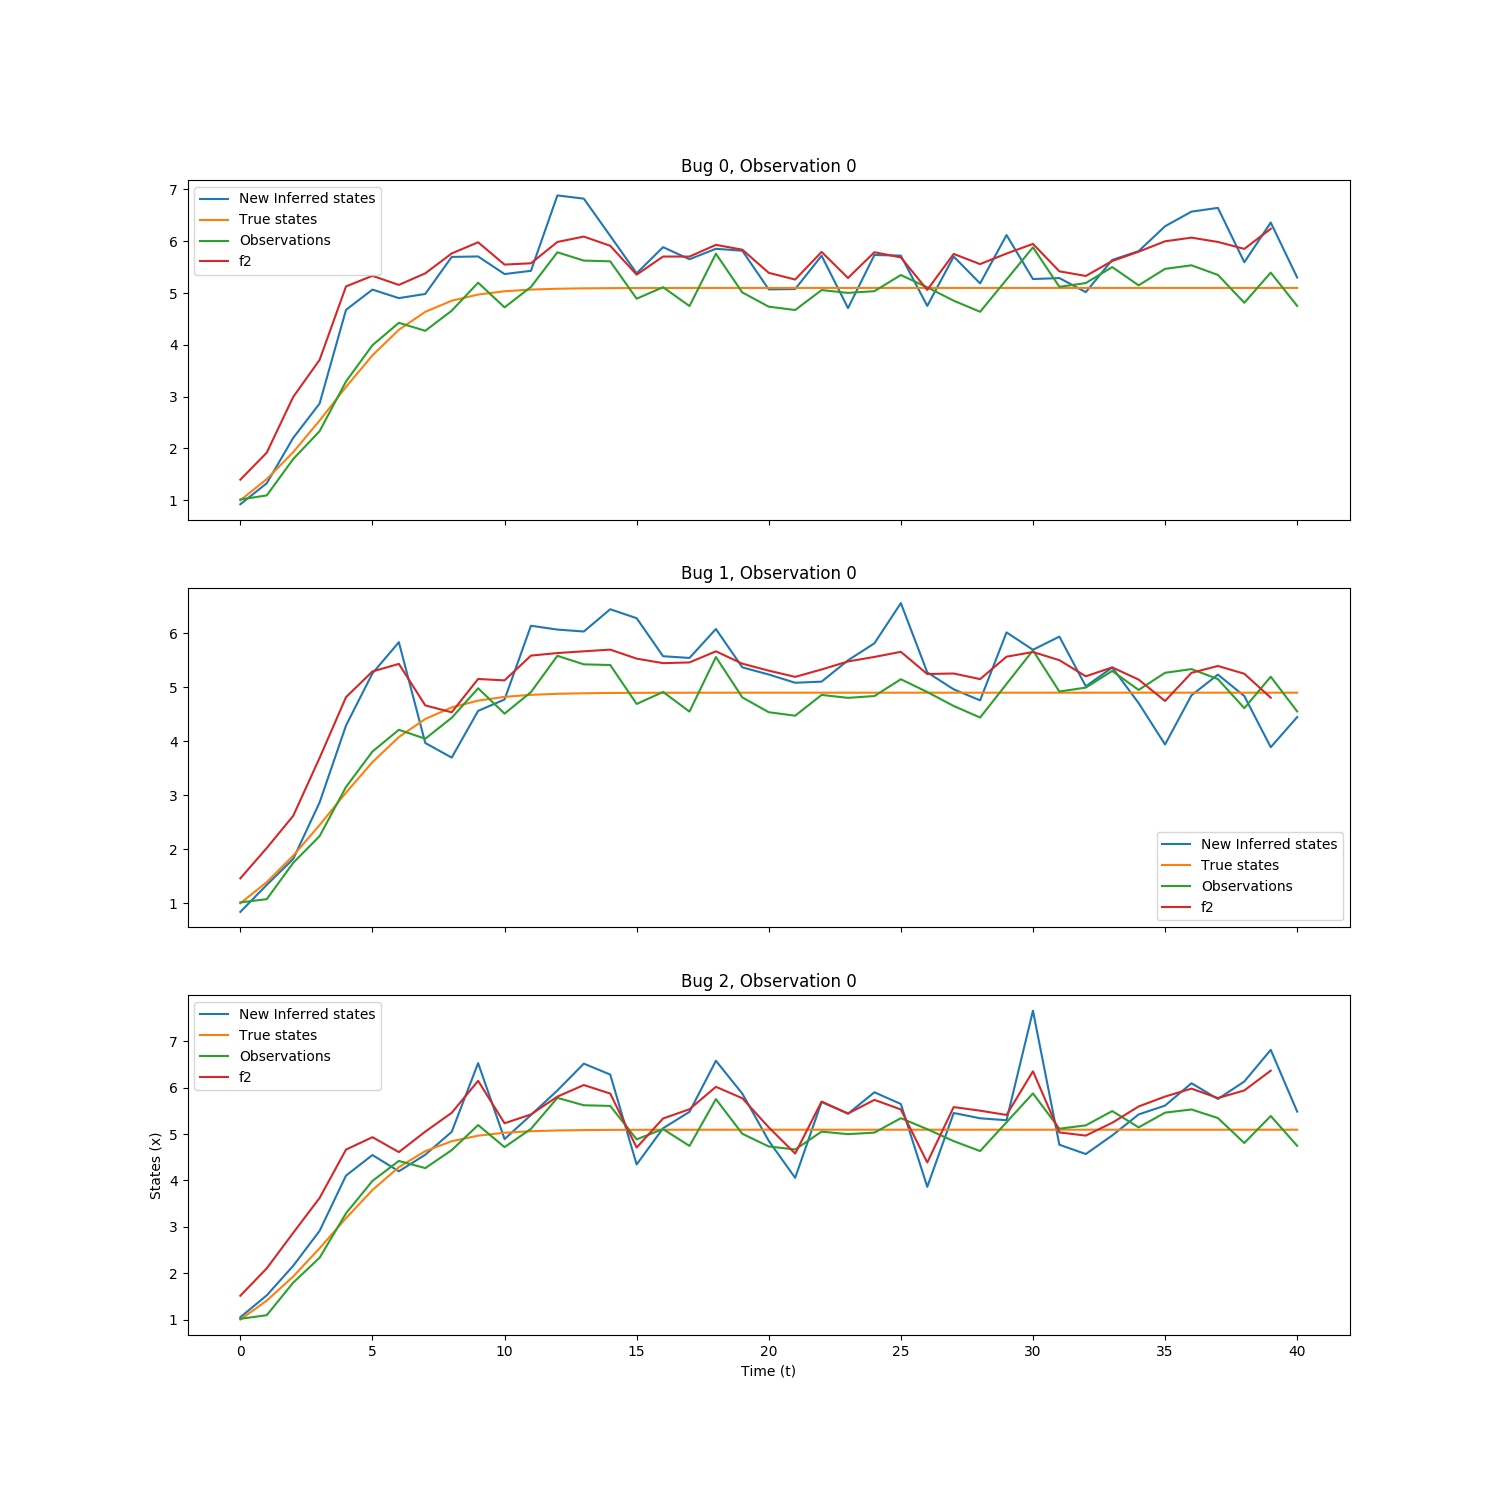 Bug 0, Observation 0
7
6
5
4
3
2
1
New Inferred states
True states
Observations
f2
Bug 1, Observation 0
6
5
4
3
2
1
New Inferred states
True states
Observations
f2
Bug 2, Observation 0
7
6
5
4
3
2
1
New Inferred states
True states
Observations
f2
States (x)
0 5 10 15 20 25 30 35 40
Time (t)